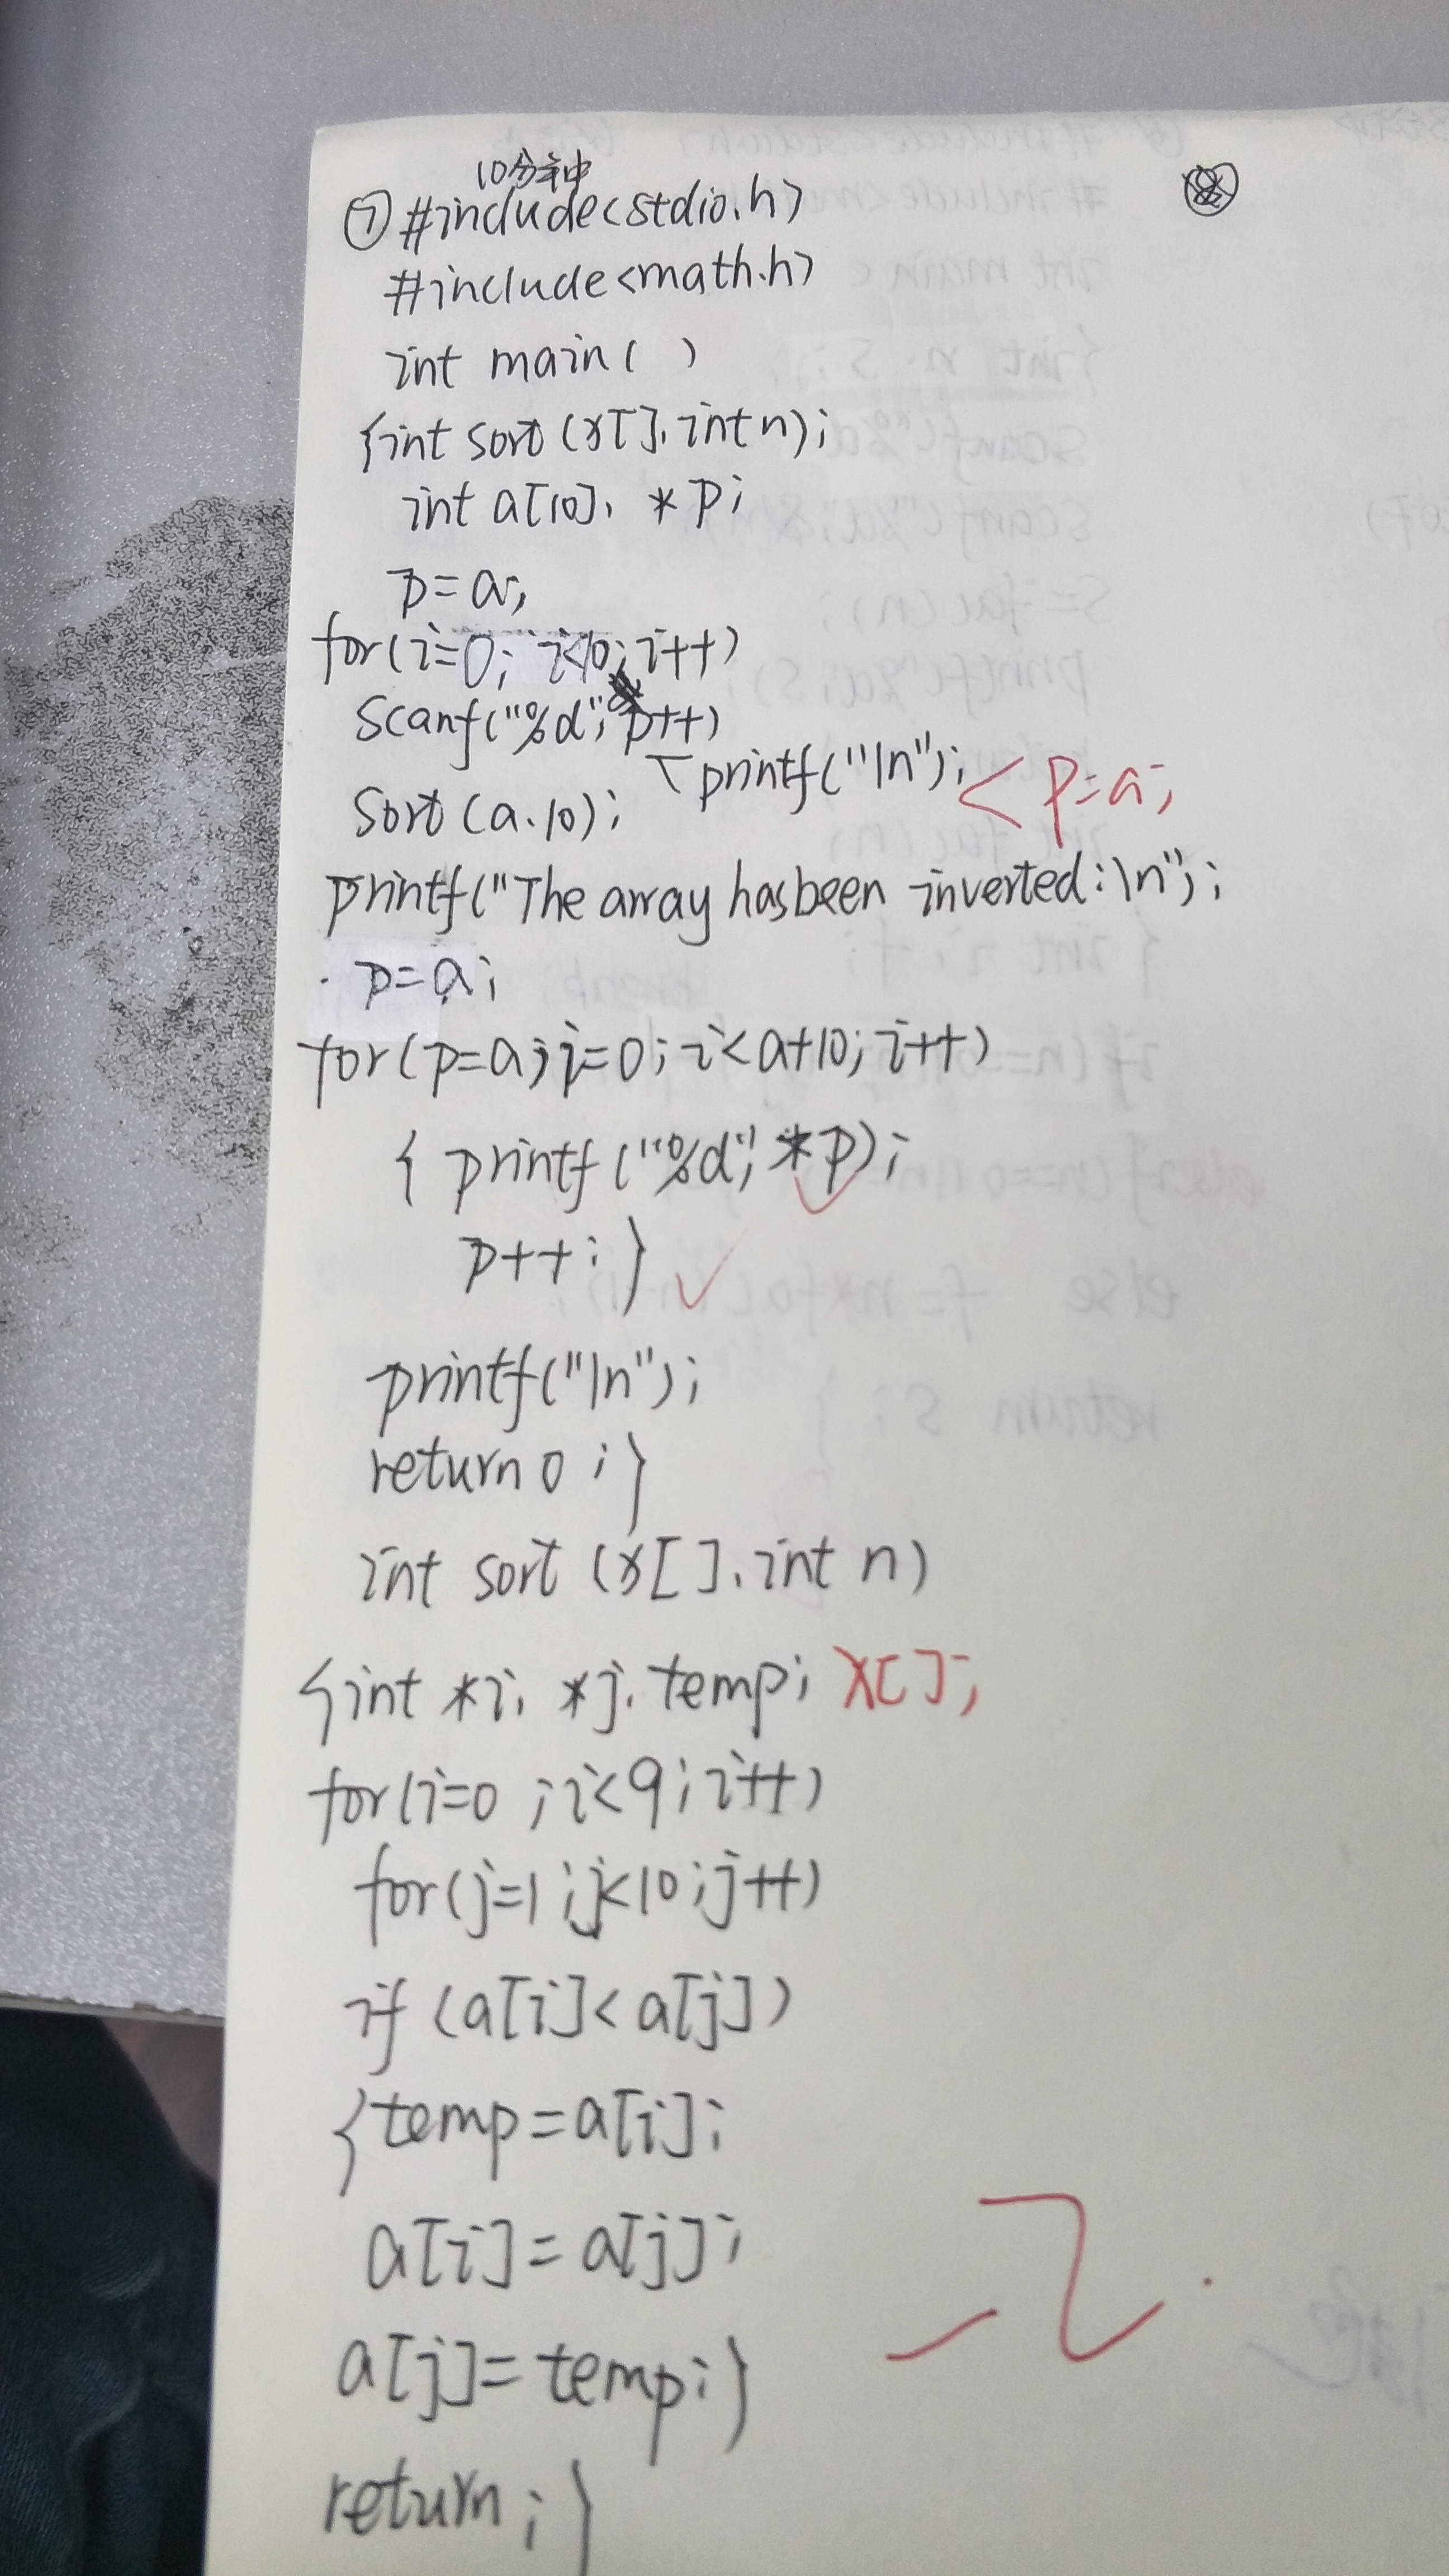 10分钟
⑦ #include<stdio.h>
#include<math.h>
int main( )
{int sort (x[], int n);
int a[10], *p;
p=a;
for(i=0; i<10; i++)
scanf("%d", p++)
printf("\n"); < p=a;
sort(a,10);
printf("The array has been inverted:\n");
p=a;
for(p=a; i=0; i<a+10; i++)
{ printf("%d", *p);
p++; }
printf("\n");
return 0 ; }
int sort (x[], int n)
{int *i, *j, temp; x[];
for(i=0 ; i<9 ; i++)
for(j=1 ; j<10 ; j++)
if (a[i]<a[j])
{temp=a[i];
a[i]=a[j];
a[j]=temp; }
return ; }